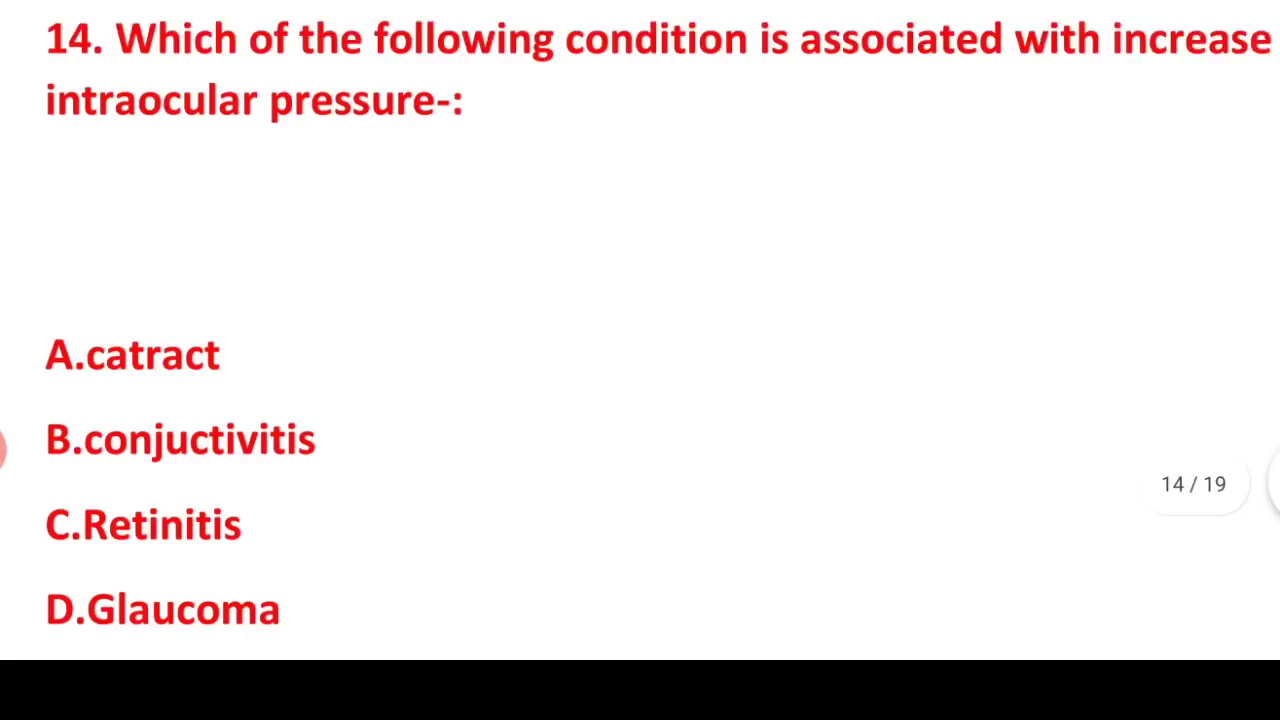 14. Which of the following condition is associated with increase
intraocular pressure-:
A.catract
B.conjuctivitis
C.Retinitis
D.Glaucoma
14 / 19